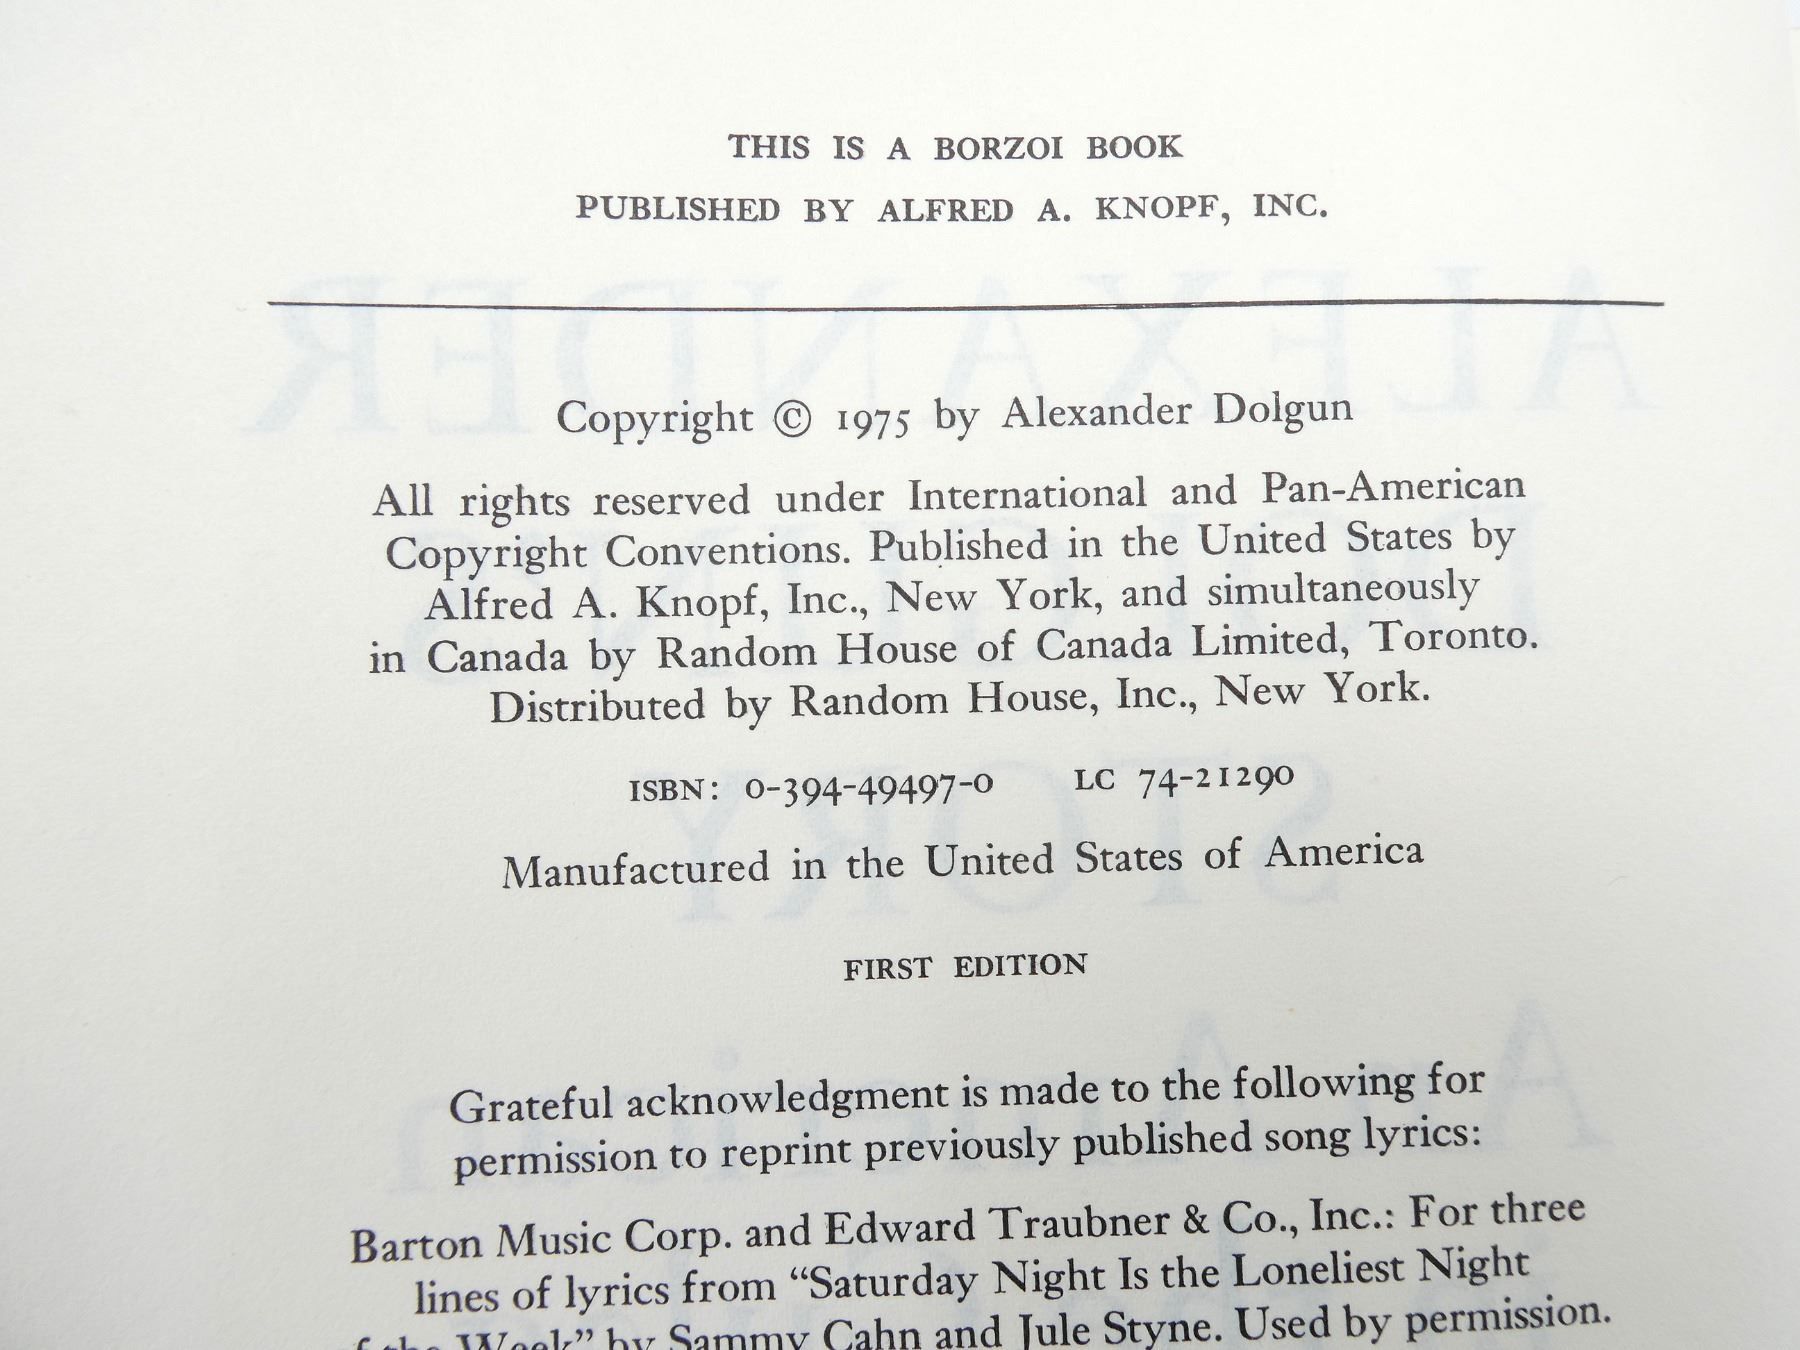 THIS IS A BORZOI BOOK
PUBLISHED BY ALFRED A. KNOPF, INC.
Copyright © 1975 by Alexander Dolgun
All rights reserved under International and Pan-American
Copyright Conventions. Published in the United States by
Alfred A. Knopf, Inc., New York, and simultaneously
in Canada by Random House of Canada Limited, Toronto.
Distributed by Random House, Inc., New York.
ISBN: 0-394-49497-0 LC 74-21290
Manufactured in the United States of America
FIRST EDITION
Grateful acknowledgment is made to the following for
permission to reprint previously published song lyrics:
Barton Music Corp. and Edward Traubner & Co., Inc.: For three
lines of lyrics from “Saturday Night Is the Loneliest Night
of the Week” by Sammy Cahn and Jule Styne. Used by permission.